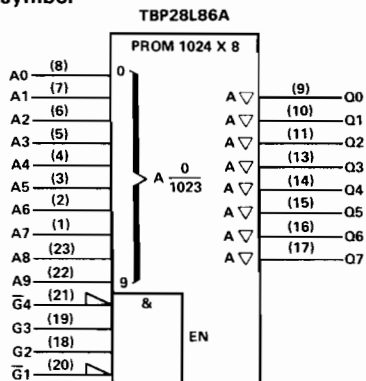 symbol
TBP28L86A
PROM 1024 X 8
A0 (8) 0
A1 (7) A▽ (9) Q0
A2 (6) A▽ (10) Q1
A3 (5) A▽ (11) Q2
A4 (4) A▽ (13) Q3
A5 (3) A 0/1023 A▽ (14) Q4
A6 (2) A▽ (15) Q5
A7 (1) A▽ (16) Q6
A8 (23) A▽ (17) Q7
A9 (22) 9
G̅4 (21) &
G3 (19) EN
G2 (18)
G̅1 (20)